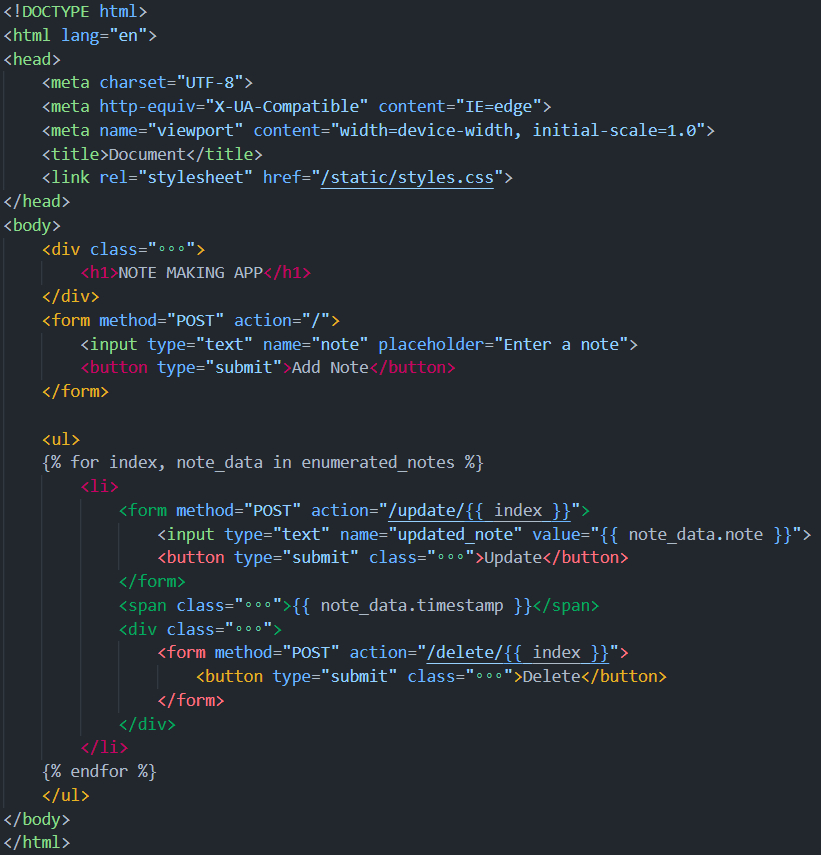 <!DOCTYPE html>
<html lang="en">
<head>
    <meta charset="UTF-8">
    <meta http-equiv="X-UA-Compatible" content="IE=edge">
    <meta name="viewport" content="width=device-width, initial-scale=1.0">
    <title>Document</title>
    <link rel="stylesheet" href="/static/styles.css">
</head>
<body>
    <div class="∘∘∘">
        <h1>NOTE MAKING APP</h1>
    </div>
    <form method="POST" action="/">
        <input type="text" name="note" placeholder="Enter a note">
        <button type="submit">Add Note</button>
    </form>

    <ul>
    {% for index, note_data in enumerated_notes %}
        <li>
            <form method="POST" action="/update/{{ index }}">
                <input type="text" name="updated_note" value="{{ note_data.note }}">
                <button type="submit" class="∘∘∘">Update</button>
            </form>
            <span class="∘∘∘">{{ note_data.timestamp }}</span>
            <div class="∘∘∘">
                <form method="POST" action="/delete/{{ index }}">
                    <button type="submit" class="∘∘∘">Delete</button>
                </form>
            </div>
        </li>
    {% endfor %}
    </ul>
</body>
</html>